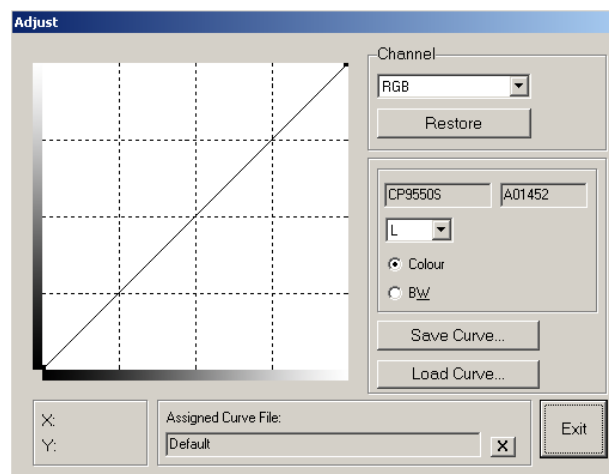 Adjust
Channel
RGB
Restore
CP9550S A01452
L
Colour
BW
Save Curve...
Load Curve...
X:
Y:
Assigned Curve File:
Default X
Exit